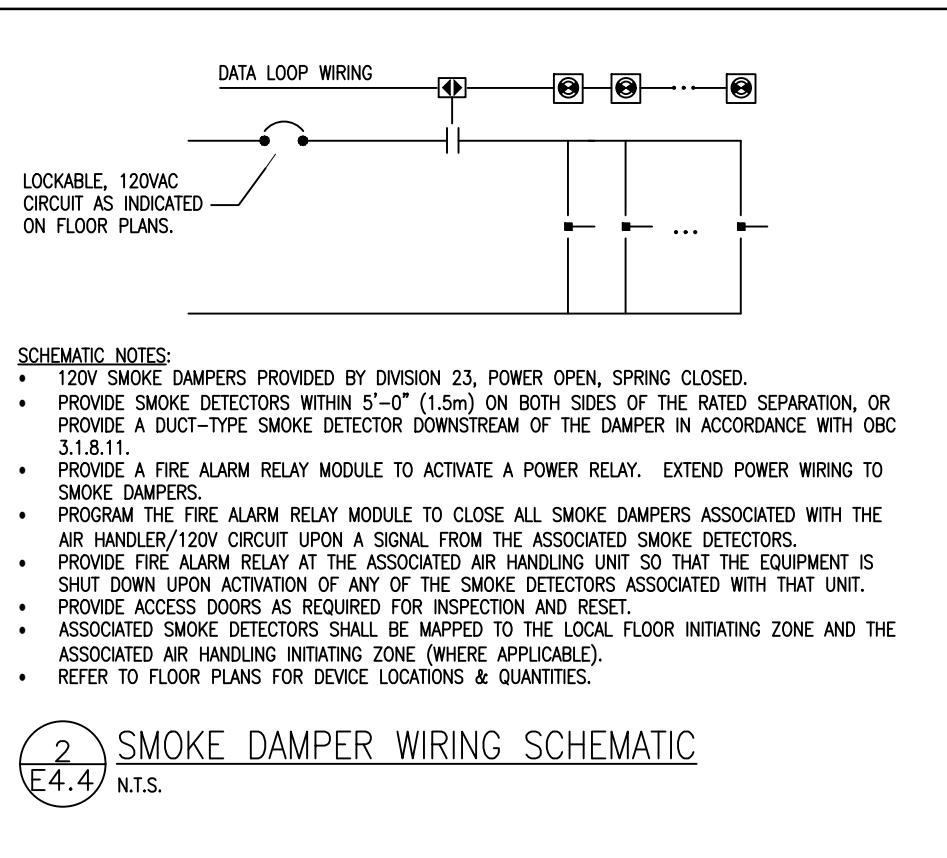 DATA LOOP WIRING
LOCKABLE, 120VAC
CIRCUIT AS INDICATED
ON FLOOR PLANS.
SCHEMATIC NOTES:
• 120V SMOKE DAMPERS PROVIDED BY DIVISION 23, POWER OPEN, SPRING CLOSED.
• PROVIDE SMOKE DETECTORS WITHIN 5'-0" (1.5m) ON BOTH SIDES OF THE RATED SEPARATION, OR
PROVIDE A DUCT-TYPE SMOKE DETECTOR DOWNSTREAM OF THE DAMPER IN ACCORDANCE WITH OBC
3.1.8.11.
• PROVIDE A FIRE ALARM RELAY MODULE TO ACTIVATE A POWER RELAY. EXTEND POWER WIRING TO
SMOKE DAMPERS.
• PROGRAM THE FIRE ALARM RELAY MODULE TO CLOSE ALL SMOKE DAMPERS ASSOCIATED WITH THE
AIR HANDLER/120V CIRCUIT UPON A SIGNAL FROM THE ASSOCIATED SMOKE DETECTORS.
• PROVIDE FIRE ALARM RELAY AT THE ASSOCIATED AIR HANDLING UNIT SO THAT THE EQUIPMENT IS
SHUT DOWN UPON ACTIVATION OF ANY OF THE SMOKE DETECTORS ASSOCIATED WITH THAT UNIT.
• PROVIDE ACCESS DOORS AS REQUIRED FOR INSPECTION AND RESET.
• ASSOCIATED SMOKE DETECTORS SHALL BE MAPPED TO THE LOCAL FLOOR INITIATING ZONE AND THE
ASSOCIATED AIR HANDLING INITIATING ZONE (WHERE APPLICABLE).
• REFER TO FLOOR PLANS FOR DEVICE LOCATIONS & QUANTITIES.
2
E4.4
SMOKE DAMPER WIRING SCHEMATIC
N.T.S.